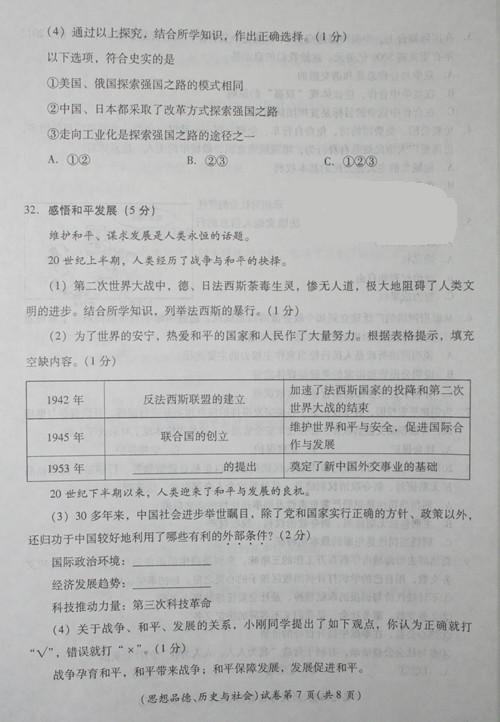 (4) 通过以上探究，结合所学知识，作出正确选择。(1 分)
以下选项，符合史实的是
①美国、俄国探索强国之路的模式相同
②中国、日本都采取了改革方式探索强国之路
③走向工业化是探索强国之路的途径之一
A. ①② B. ②③ C. ①②③
32. 感悟和平发展 (5 分)
维护和平、谋求发展是人类永恒的话题。
20 世纪上半期，人类经历了战争与和平的抉择。
(1) 第二次世界大战中，德、日法西斯荼毒生灵，惨无人道，极大地阻碍了人类文
明的进步。结合所学知识，列举法西斯的暴行。(1 分)
(2) 为了世界的安宁，热爱和平的国家和人民作了大量努力。根据表格提示，填充
空缺内容。(1 分)
1942 年 反法西斯联盟的建立 加速了法西斯国家的投降和第二次
世界大战的结束
1945 年 联合国的创立 维护世界和平与安全，促进国际合
作与发展
1953 年 ____________的提出 奠定了新中国外交事业的基础
20 世纪下半期以来，人类迎来了和平与发展的良机。
(3) 30 多年来，中国社会进步举世瞩目，除了党和国家实行正确的方针、政策以外，
还归功于中国较好地利用了哪些有利的外部条件？(2 分)
国际政治环境：____________
经济发展趋势：____________
科技推动力量：第三次科技革命
(4) 关于战争、和平、发展的关系，小刚同学提出了如下观点，你认为正确就打
“√”，错误就打“×”。(1 分)
战争孕育和平，和平带来战争；和平保障发展，发展促进和平。
(思想品德、历史与社会) 试卷第 7 页(共 8 页)